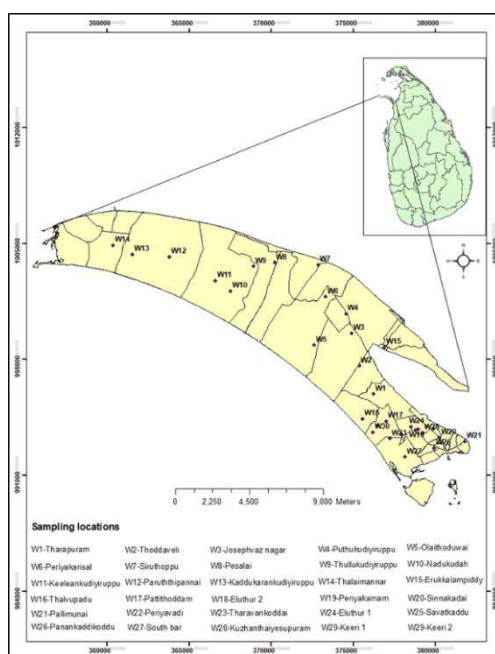 360000 365000 370000 375000 380000
1012000
1005000
998000
991000
984000
N
W14
W13
W12
W11
W10
W9
W8
W7
W6
W4
W3
W5
W15
W2
W1
W17
W30
W24
W21
W27
0 2,250 4,500 9,000
Meters
Sampling locations
W1-Tharapuram W2-Thoddaveli W3-Josephvaz nagar W4-Puthukudiyiruppu W5-Olaithoduwai
W6-Periyakarisal W7-Siruthoppu W8-Pesalai W9-Thullukudiyiruppu W10-Nadukudah
W11-Keeleankudiyiruppu W12-Paruththipannai W13-Kaddukarankudiyiruppu W14-Thalaimannar W15-Erukkalampiddy
W16-Thalvupadu W17-Pattithoddam W18-Eluthur 2 W19-Periyakamam W20-Sinnakadai
W21-Pallimunai W22-Periyavadi W23-Tharavankoddai W24-Eluthur 1 W25-Savatkaddu
W26-Panankaddikoddu W27-South bar W28-Kuzhanthaiyesupuram W29-Keeri 1 W29-Keeri 2
360000 365000 370000 375000 380000